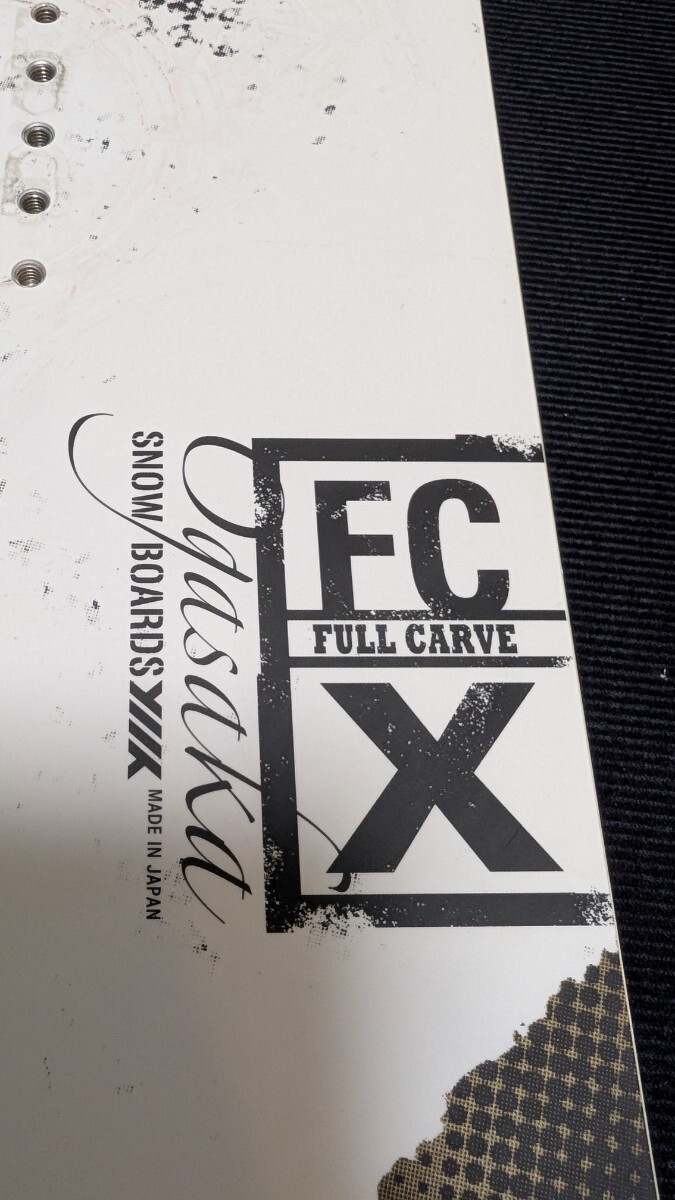 FC
FULL CARVE
X
Ogasaka
SNOW BOARDS
MADE IN JAPAN